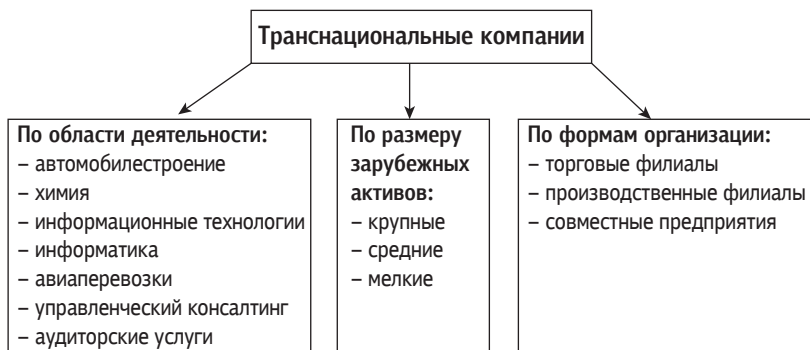 Транснациональные компании
По области деятельности:
– автомобилестроение
– химия
– информационные технологии
– информатика
– авиаперевозки
– управленческий консалтинг
– аудиторские услуги
По размеру
зарубежных
активов:
– крупные
– средние
– мелкие
По формам организации:
– торговые филиалы
– производственные филиалы
– совместные предприятия